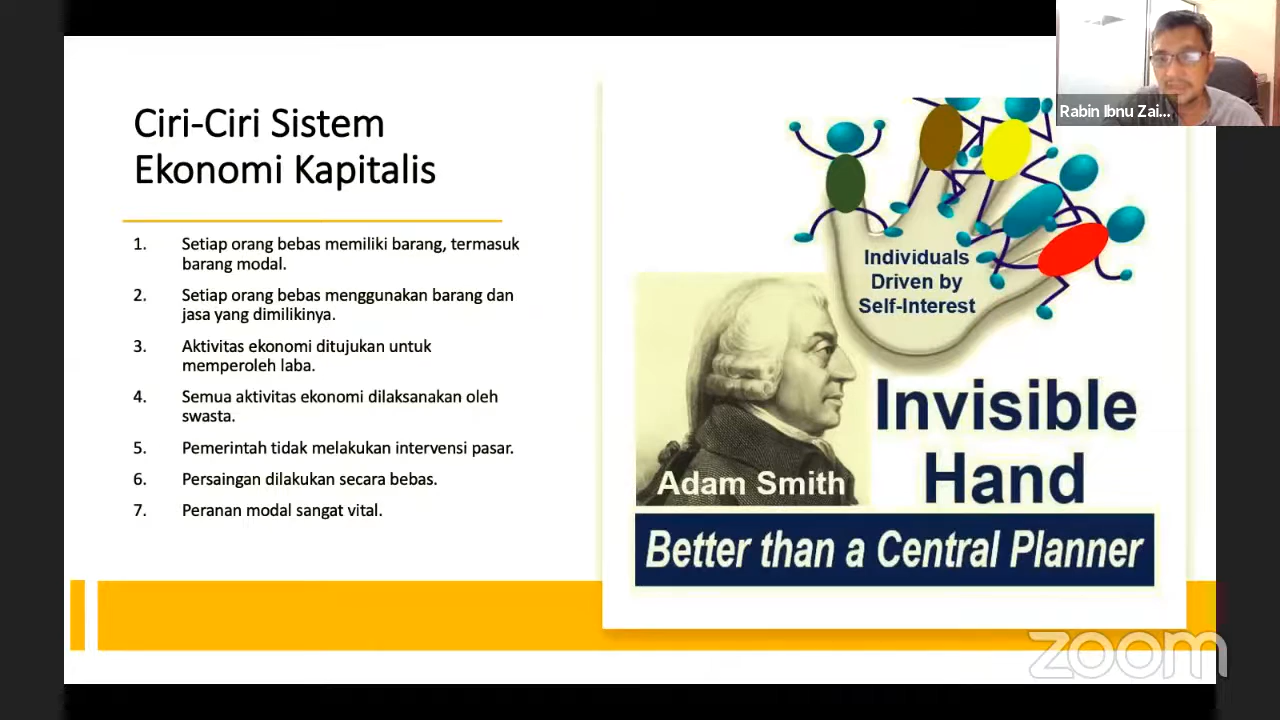 Ciri-Ciri Sistem
Ekonomi Kapitalis
1. Setiap orang bebas memiliki barang, termasuk
barang modal.
2. Setiap orang bebas menggunakan barang dan
jasa yang dimilikinya.
3. Aktivitas ekonomi ditujukan untuk
memperoleh laba.
4. Semua aktivitas ekonomi dilaksanakan oleh
swasta.
5. Pemerintah tidak melakukan intervensi pasar.
6. Persaingan dilakukan secara bebas.
7. Peranan modal sangat vital.
Individuals
Driven by
Self-Interest
Adam Smith
Invisible
Hand
Better than a Central Planner
Rabin Ibnu Zai...
zoom